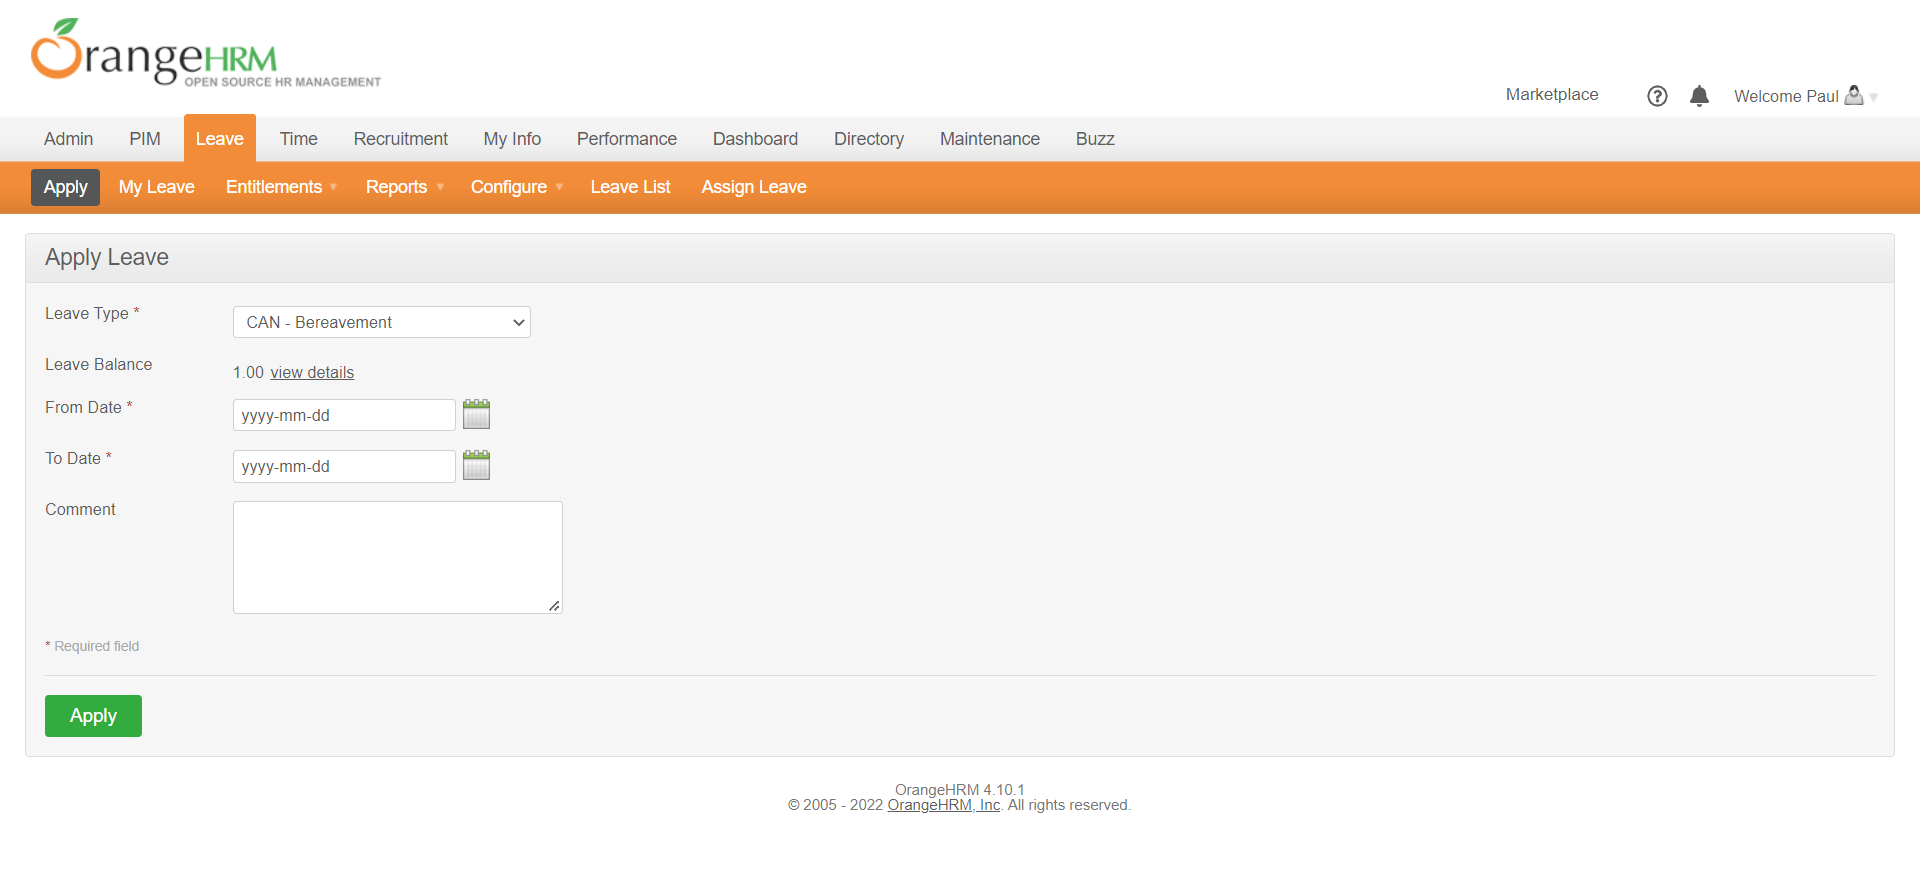 OrangeHRM
OPEN SOURCE HR MANAGEMENT
Marketplace ? Welcome Paul
Admin PIM Leave Time Recruitment My Info Performance Dashboard Directory Maintenance Buzz
Apply My Leave Entitlements Reports Configure Leave List Assign Leave
Apply Leave
Leave Type * CAN - Bereavement
Leave Balance 1.00 view details
From Date * yyyy-mm-dd
To Date * yyyy-mm-dd
Comment
* Required field
Apply
OrangeHRM 4.10.1
© 2005 - 2022 OrangeHRM, Inc. All rights reserved.